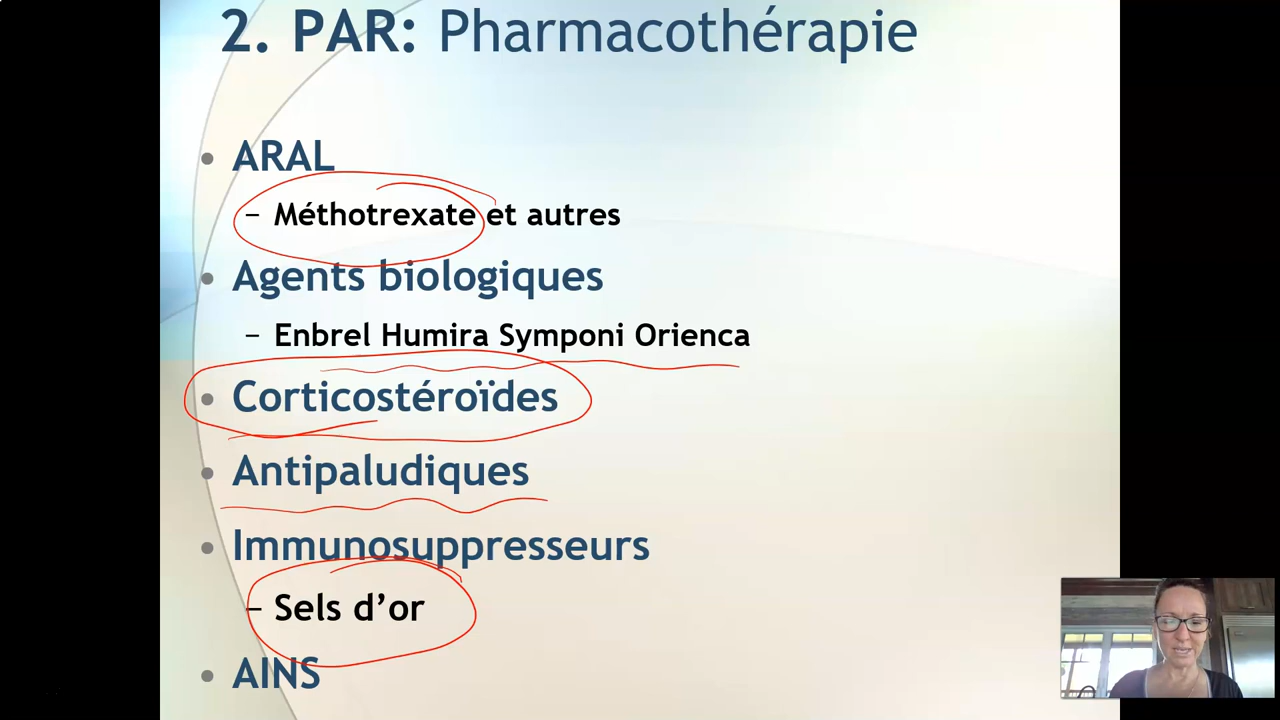 2. PAR: Pharmacothérapie
• ARAL
– Méthotrexate et autres
• Agents biologiques
– Enbrel Humira Symponi Orienca
• Corticostéroïdes
• Antipaludiques
• Immunosuppresseurs
– Sels d’or
• AINS